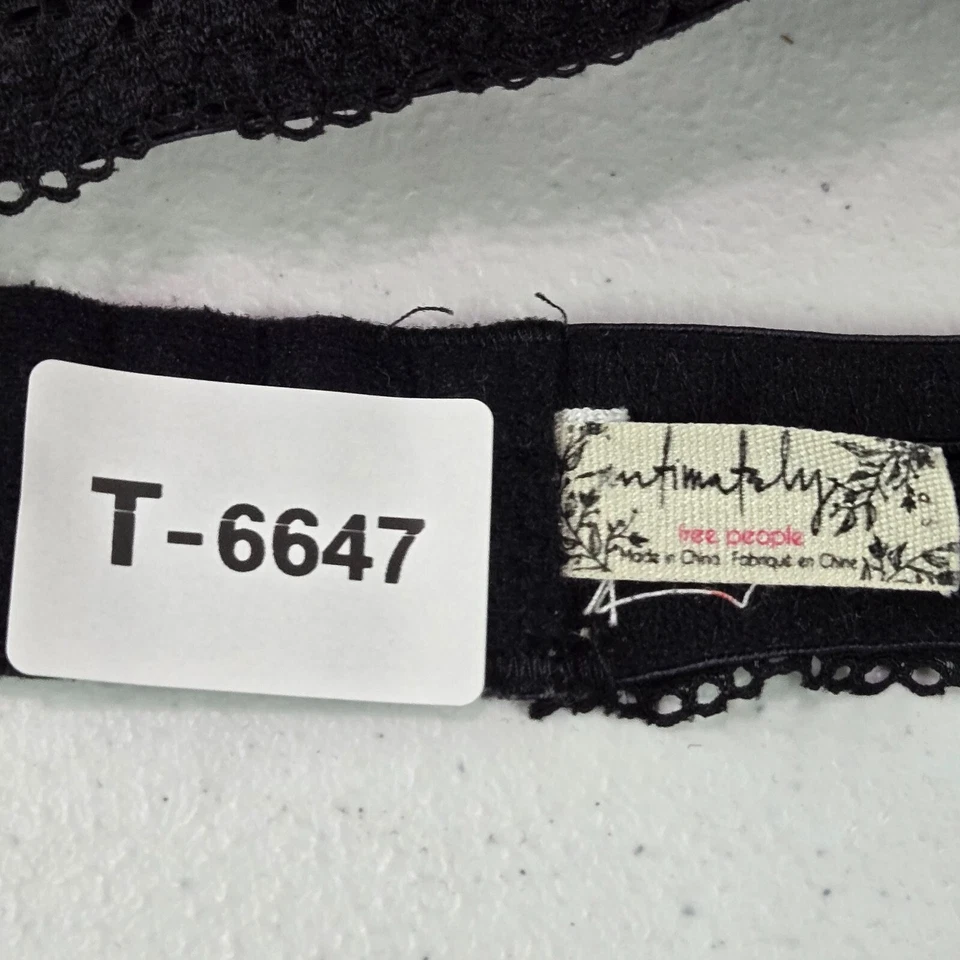 T-6647
intimately
free people
Made in China Fabriqué en Chine